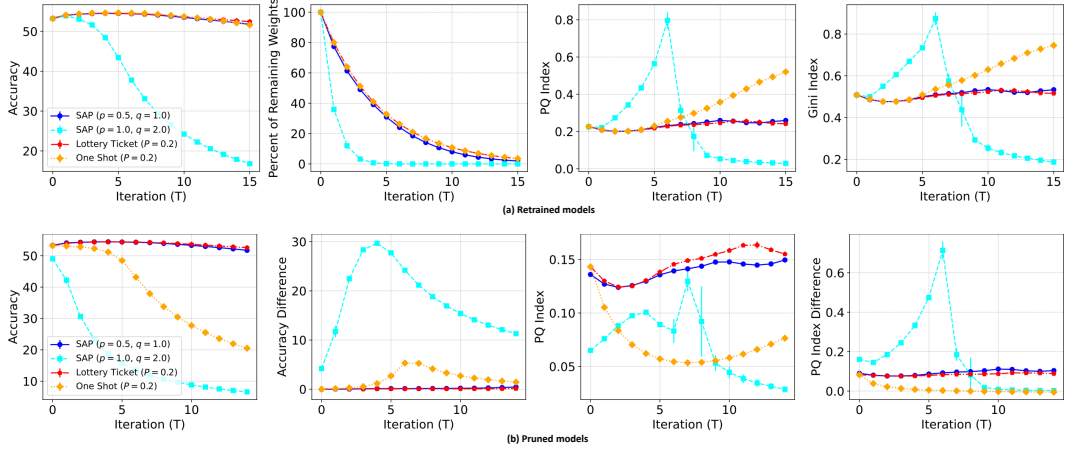 Accuracy
50
40
30
20
SAP (p = 0.5, q = 1.0)
SAP (p = 1.0, q = 2.0)
Lottery Ticket (P = 0.2)
One Shot (P = 0.2)
0 5 10 15
Iteration (T)
Percent of Remaining Weights
100
80
60
40
20
0
0 5 10 15
Iteration (T)
PQ Index
0.8
0.6
0.4
0.2
0.0
0 5 10 15
Iteration (T)
Gini Index
0.8
0.6
0.4
0.2
0 5 10 15
Iteration (T)
(a) Retrained models
Accuracy
50
40
30
20
10
SAP (p = 0.5, q = 1.0)
SAP (p = 1.0, q = 2.0)
Lottery Ticket (P = 0.2)
One Shot (P = 0.2)
0 5 10
Iteration (T)
Accuracy Difference
30
20
10
0
0 5 10
Iteration (T)
PQ Index
0.15
0.10
0.05
0 5 10
Iteration (T)
PQ Index Difference
0.6
0.4
0.2
0.0
0 5 10
Iteration (T)
(b) Pruned models